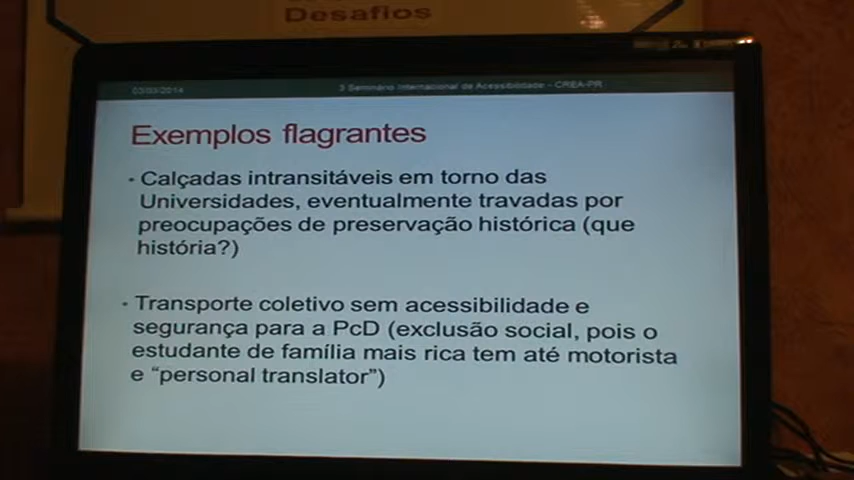 Desafios
03/03/2014
3 Seminário Internacional de Acessibilidade - CREA-PR
Exemplos flagrantes
• Calçadas intransitáveis em torno das
Universidades, eventualmente travadas por
preocupações de preservação histórica (que
história?)
• Transporte coletivo sem acessibilidade e
segurança para a PcD (exclusão social, pois o
estudante de família mais rica tem até motorista
e “personal translator”)